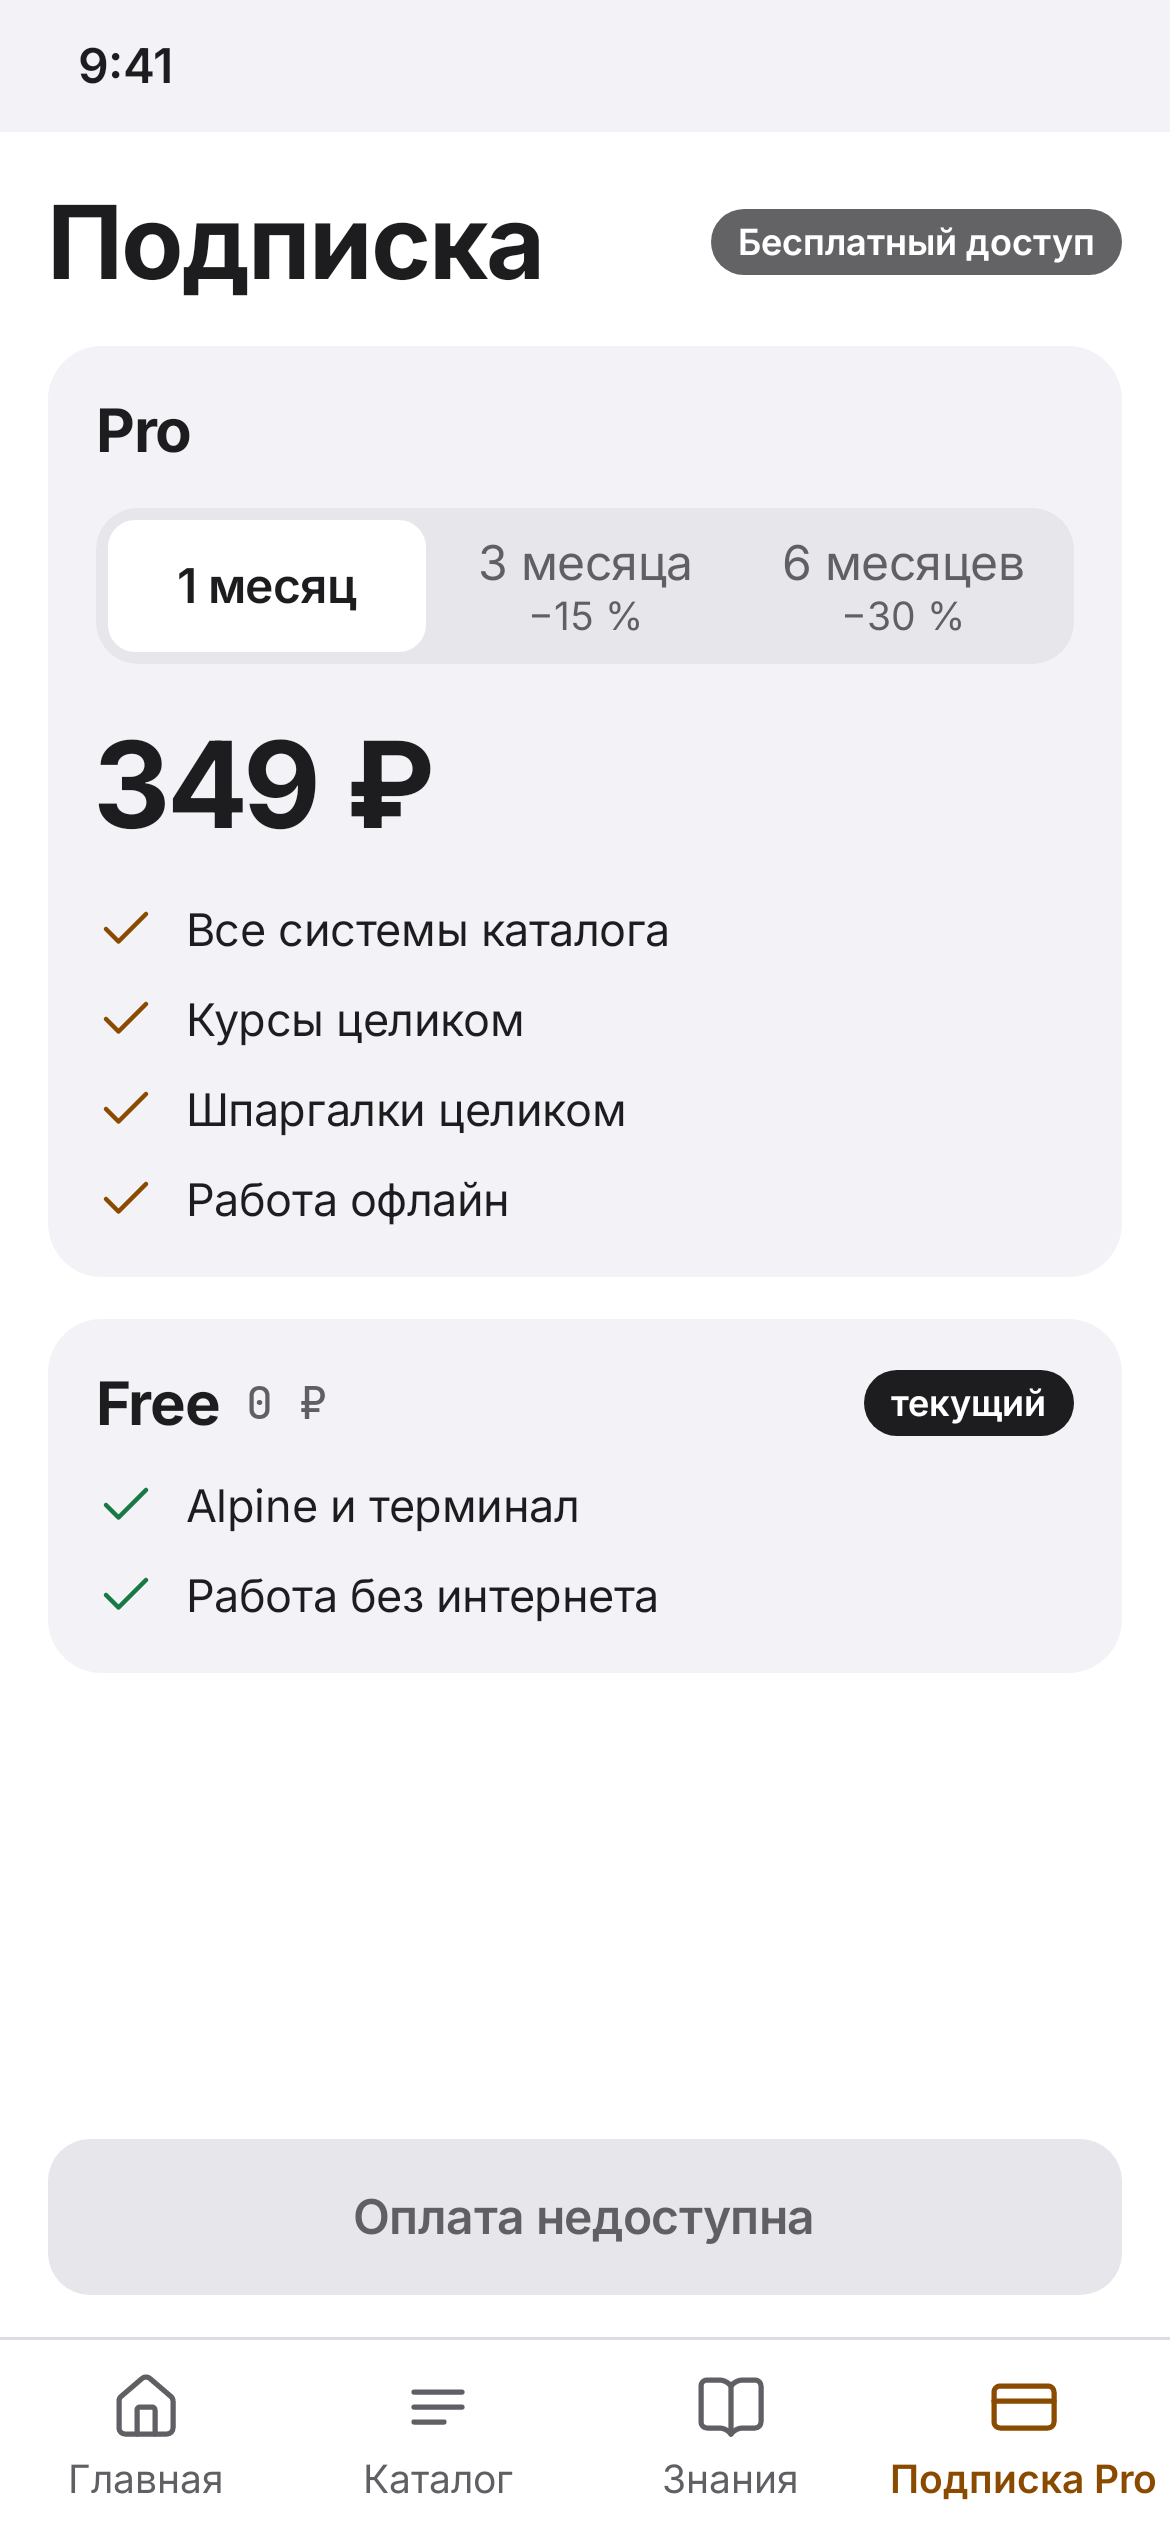 9:41
Подписка
Бесплатный доступ
Pro
1 месяц
3 месяца
−15 %
6 месяцев
−30 %
349 ₽
Все системы каталога
Курсы целиком
Шпаргалки целиком
Работа офлайн
Free 0 ₽
текущий
Alpine и терминал
Работа без интернета
Оплата недоступна
Главная
Каталог
Знания
Подписка Pro